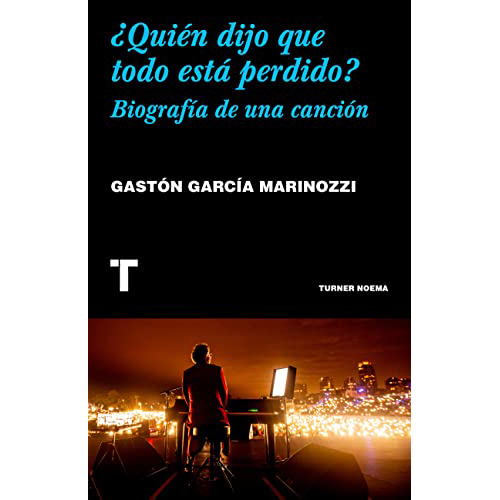 ¿Quién dijo que
todo está perdido?
Biografía de una canción
GASTÓN GARCÍA MARINOZZI
T
TURNER NOEMA